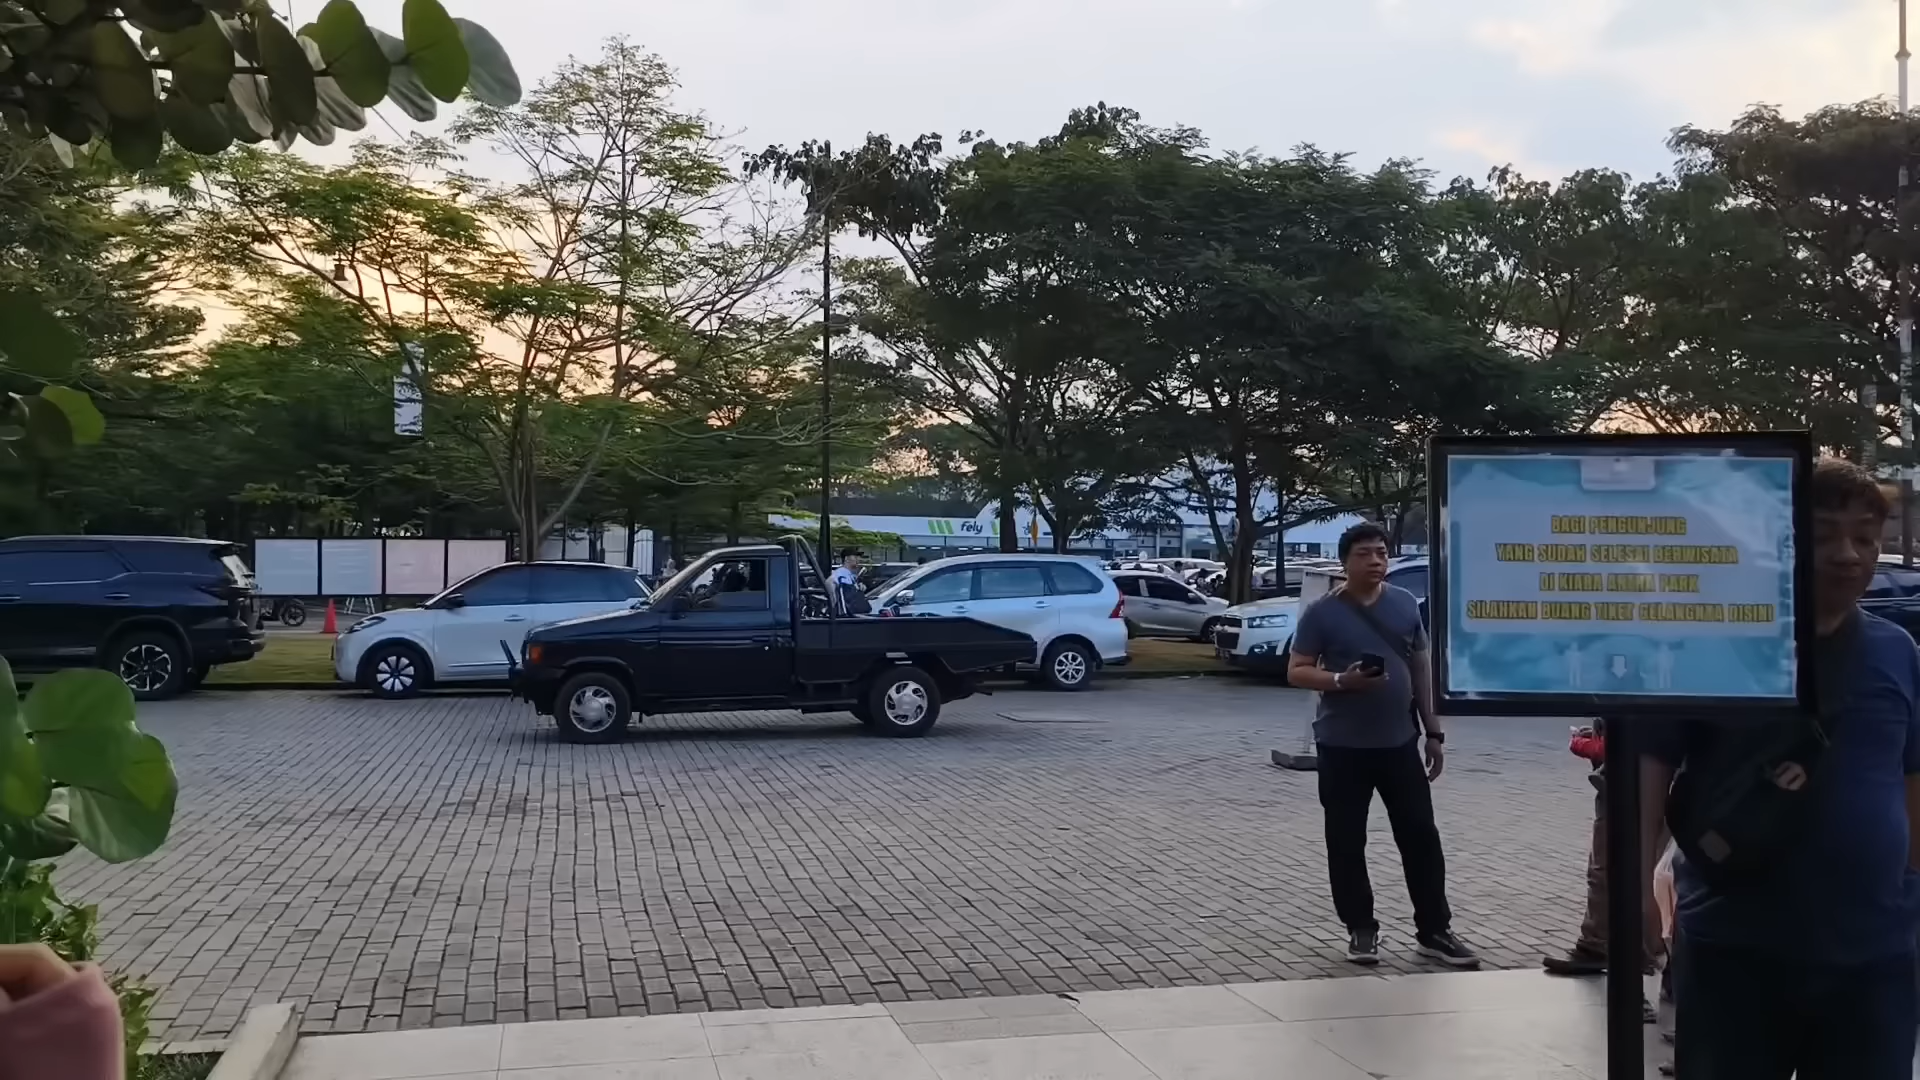 fely
BAGI PENGUNJUNG
YANG SUDAH SELESAI BERWISATA
DI KIARA ARTHA PARK
SILAHKAN BUANG TIKET GELANGNYA DISINI